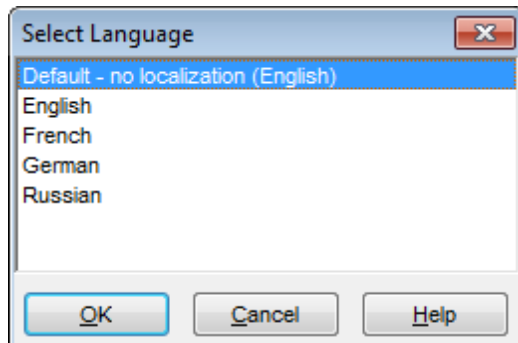 Select Language
Default - no localization (English)
English
French
German
Russian
OK Cancel Help